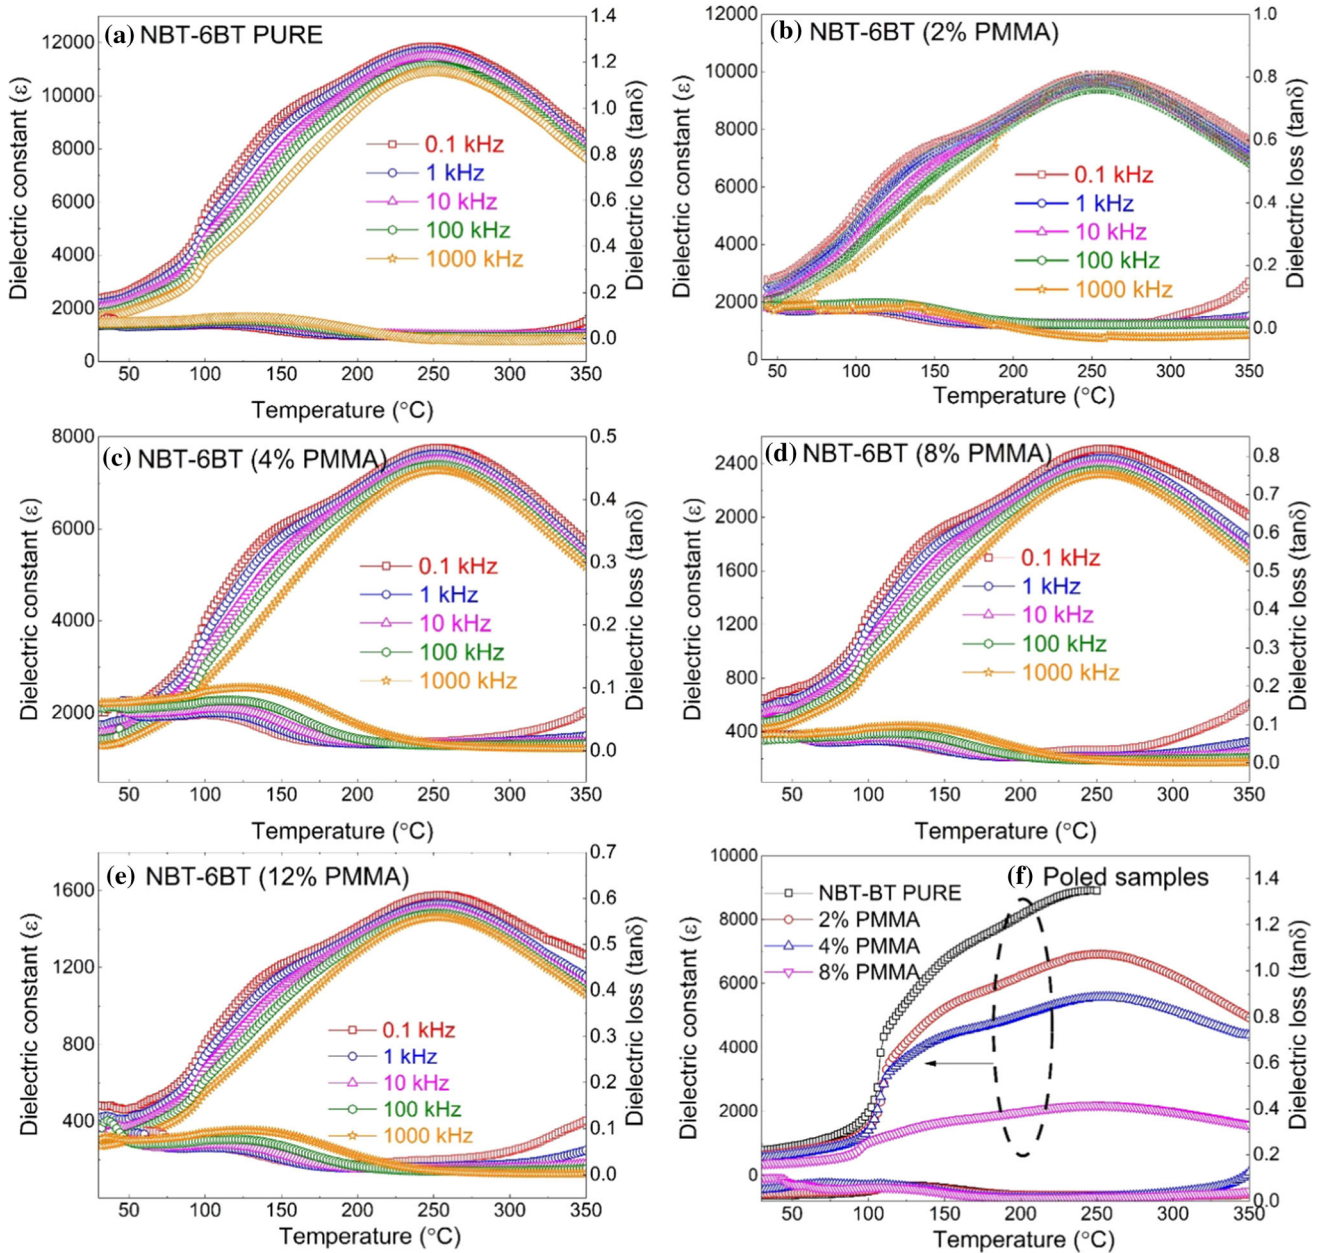 (a) NBT-6BT PURE
Dielectric constant (ε)
12000
10000
8000
6000
4000
2000
0
1.4
1.2
1.0
0.8
0.6
0.4
0.2
0.0
Dielectric loss (tanδ)
0.1 kHz
1 kHz
10 kHz
100 kHz
1000 kHz
50 100 150 200 250 300 350
Temperature (°C)
(b) NBT-6BT (2% PMMA)
Dielectric constant (ε)
12000
10000
8000
6000
4000
2000
0
1.0
0.8
0.6
0.4
0.2
0.0
Dielectric loss (tanδ)
0.1 kHz
1 kHz
10 kHz
100 kHz
1000 kHz
50 100 150 200 250 300 350
Temperature (°C)
(c) NBT-6BT (4% PMMA)
Dielectric constant (ε)
8000
6000
4000
2000
0.5
0.4
0.3
0.2
0.1
0.0
Dielectric loss (tanδ)
0.1 kHz
1 kHz
10 kHz
100 kHz
1000 kHz
50 100 150 200 250 300 350
Temperature (°C)
(d) NBT-6BT (8% PMMA)
Dielectric constant (ε)
2400
2000
1600
1200
800
400
0.8
0.7
0.6
0.5
0.4
0.3
0.2
0.1
0.0
Dielectric loss (tanδ)
0.1 kHz
1 kHz
10 kHz
100 kHz
1000 kHz
50 100 150 200 250 300 350
Temperature (°C)
(e) NBT-6BT (12% PMMA)
Dielectric constant (ε)
1600
1200
800
400
0.7
0.6
0.5
0.4
0.3
0.2
0.1
0.0
Dielectric loss (tanδ)
0.1 kHz
1 kHz
10 kHz
100 kHz
1000 kHz
50 100 150 200 250 300 350
Temperature (°C)
(f) Poled samples
Dielectric constant (ε)
10000
8000
6000
4000
2000
0
1.4
1.2
1.0
0.8
0.6
0.4
0.2
0.0
Dielectric loss (tanδ)
NBT-BT PURE
2% PMMA
4% PMMA
8% PMMA
50 100 150 200 250 300 350
Temperature (°C)